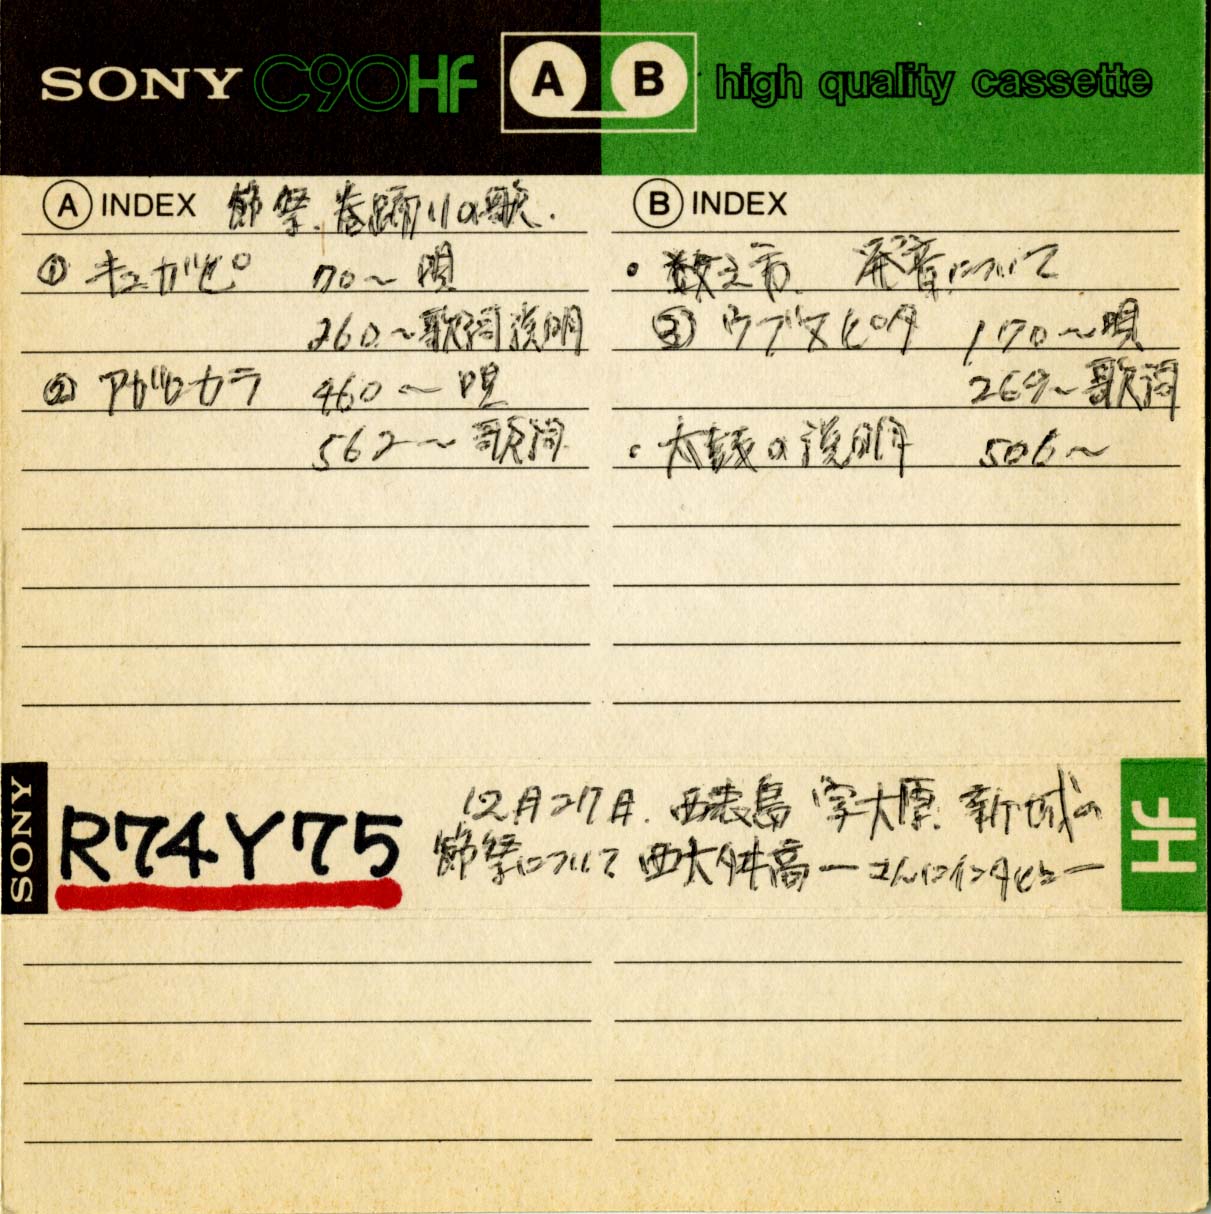 SONY C90HF A B high quality cassette
A INDEX 節祭.巻踊りの歌.
① キュガピ 70〜唄
260〜歌詞説明
② アガロカラ 460〜唄
562〜歌詞
B INDEX
・数え方. 発音について
③ ウブスピタ 170〜唄
269〜歌詞
・太鼓の説明 506〜
SONY
R74Y75
12月27日. 西表島 字大原. 新城の
節祭について 西大舛高一さんにインタビュー
HF